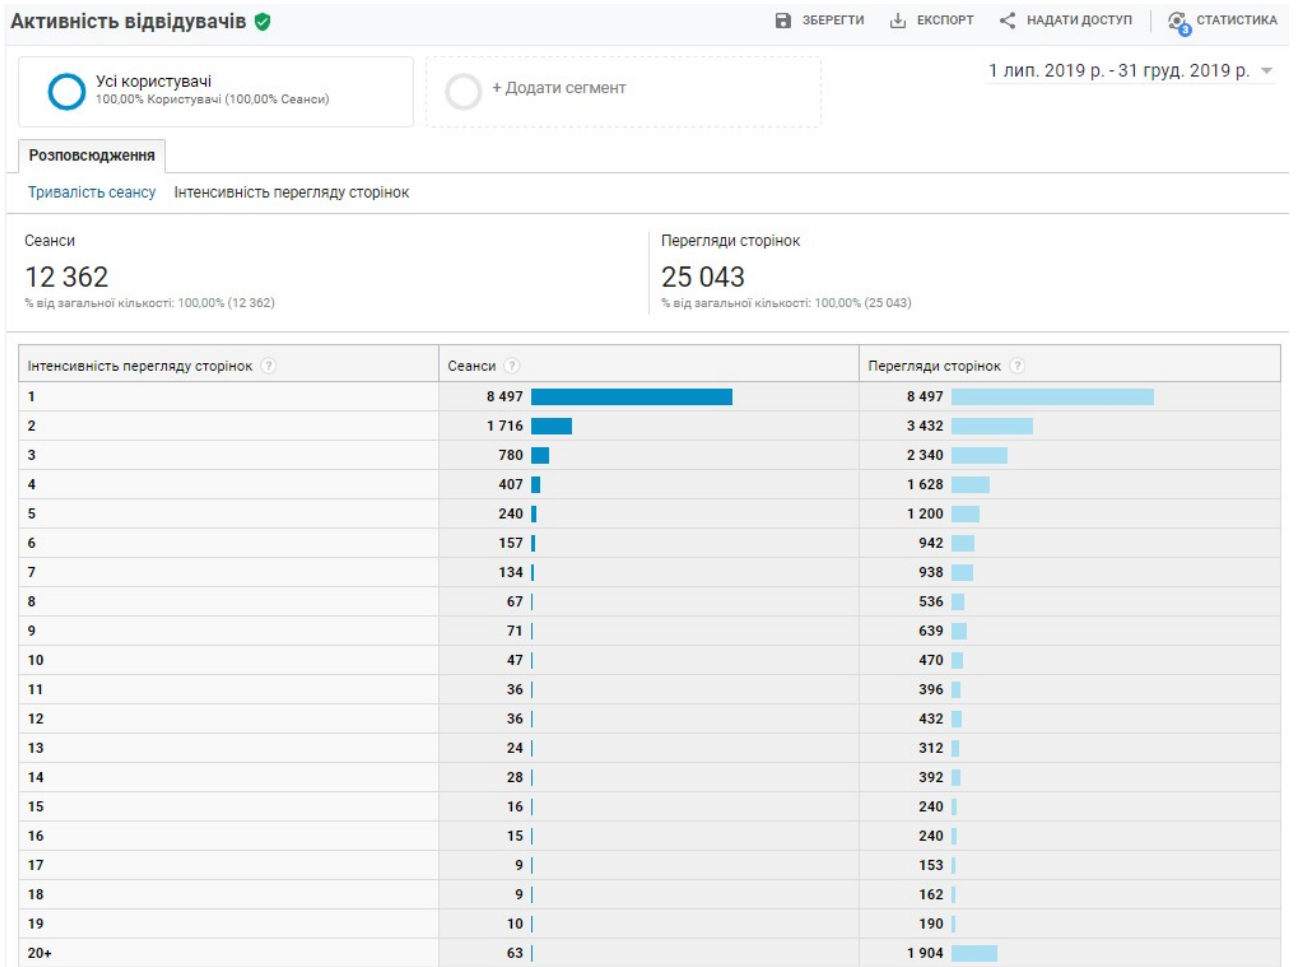 Активність відвідувачів
ЗБЕРЕГТИ ЕКСПОРТ НАДАТИ ДОСТУП 3 СТАТИСТИКА
Усі користувачі
100,00% Користувачі (100,00% Сеанси)
+ Додати сегмент
1 лип. 2019 р. - 31 груд. 2019 р.
Розповсюдження
Тривалість сеансу Інтенсивність перегляду сторінок
Сеанси
12 362
% від загальної кількості: 100,00% (12 362)
Перегляди сторінок
25 043
% від загальної кількості: 100,00% (25 043)
Інтенсивність перегляду сторінок ? Сеанси ? Перегляди сторінок ?
1 8 497 8 497
2 1 716 3 432
3 780 2 340
4 407 1 628
5 240 1 200
6 157 942
7 134 938
8 67 536
9 71 639
10 47 470
11 36 396
12 36 432
13 24 312
14 28 392
15 16 240
16 15 240
17 9 153
18 9 162
19 10 190
20+ 63 1 904